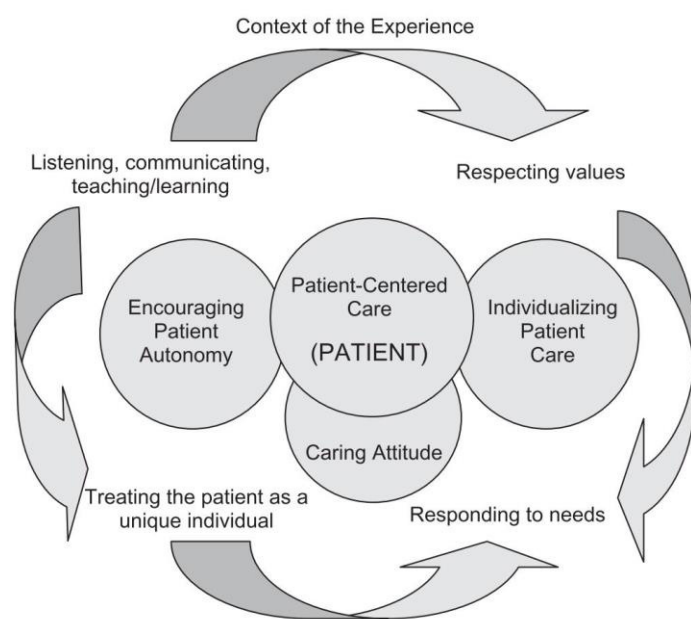 Context of the Experience
Listening, communicating,
teaching/learning
Respecting values
Encouraging
Patient
Autonomy
Patient-Centered
Care
(PATIENT)
Individualizing
Patient
Care
Caring Attitude
Treating the patient as a
unique individual
Responding to needs